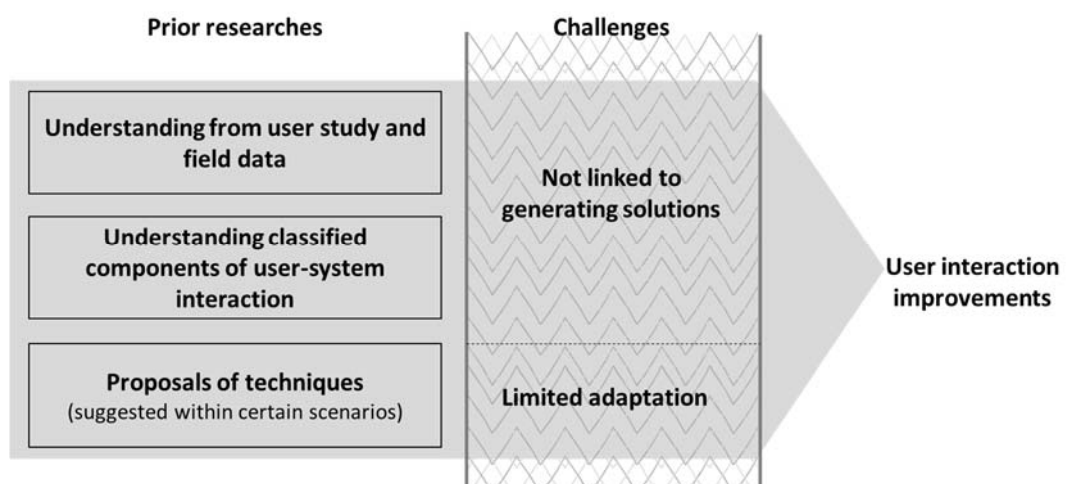 Prior researches
Challenges
Understanding from user study and
field data
Understanding classified
components of user-system
interaction
Proposals of techniques
(suggested within certain scenarios)
Not linked to
generating solutions
Limited adaptation
User interaction
improvements